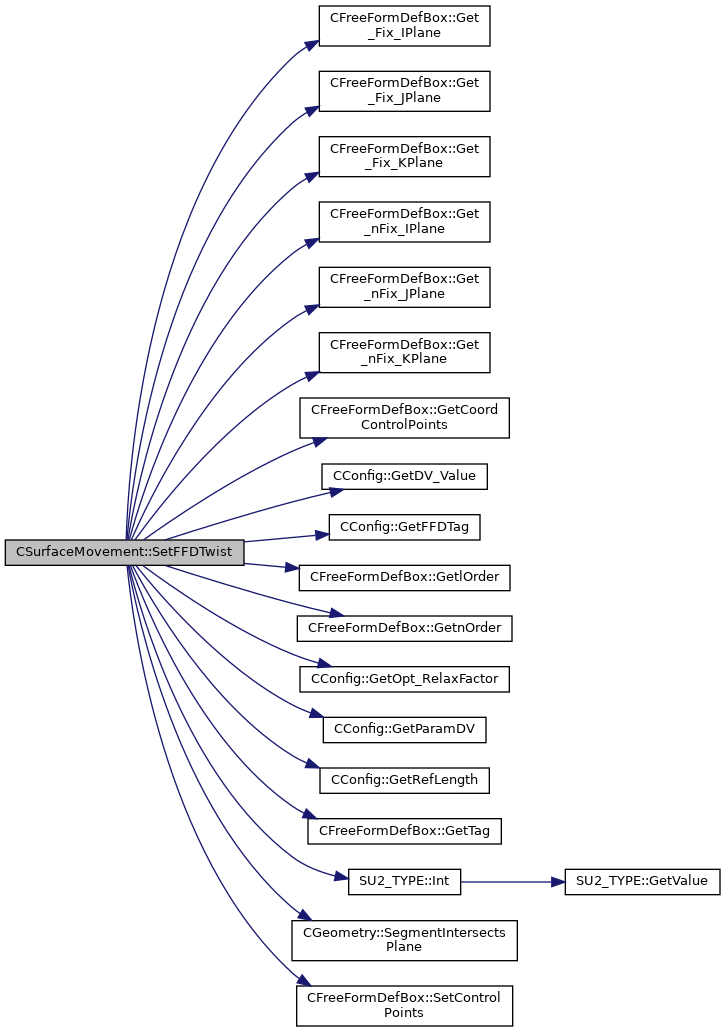 CFreeFormDefBox::Get
_Fix_IPlane
CFreeFormDefBox::Get
_Fix_JPlane
CFreeFormDefBox::Get
_Fix_KPlane
CFreeFormDefBox::Get
_nFix_IPlane
CFreeFormDefBox::Get
_nFix_JPlane
CFreeFormDefBox::Get
_nFix_KPlane
CFreeFormDefBox::GetCoord
ControlPoints
CConfig::GetDV_Value
CConfig::GetFFDTag
CSurfaceMovement::SetFFDTwist
CFreeFormDefBox::GetlOrder
CFreeFormDefBox::GetnOrder
CConfig::GetOpt_RelaxFactor
CConfig::GetParamDV
CConfig::GetRefLength
CFreeFormDefBox::GetTag
SU2_TYPE::Int
SU2_TYPE::GetValue
CGeometry::SegmentIntersects
Plane
CFreeFormDefBox::SetControl
Points